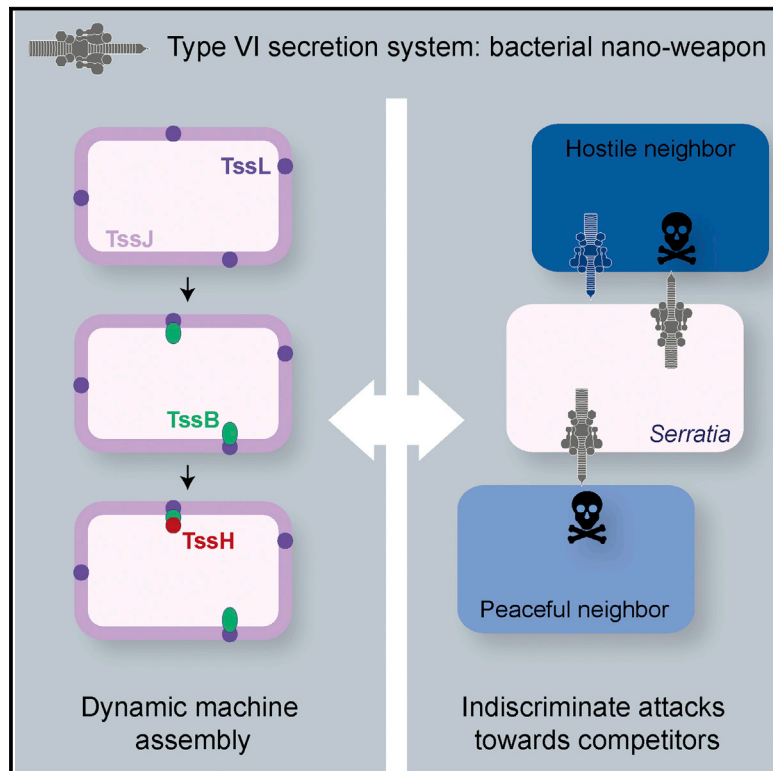 Type VI secretion system: bacterial nano-weapon
TssL
TssJ
TssB
TssH
Dynamic machine
assembly
Hostile neighbor
Serratia
Peaceful neighbor
Indiscriminate attacks
towards competitors